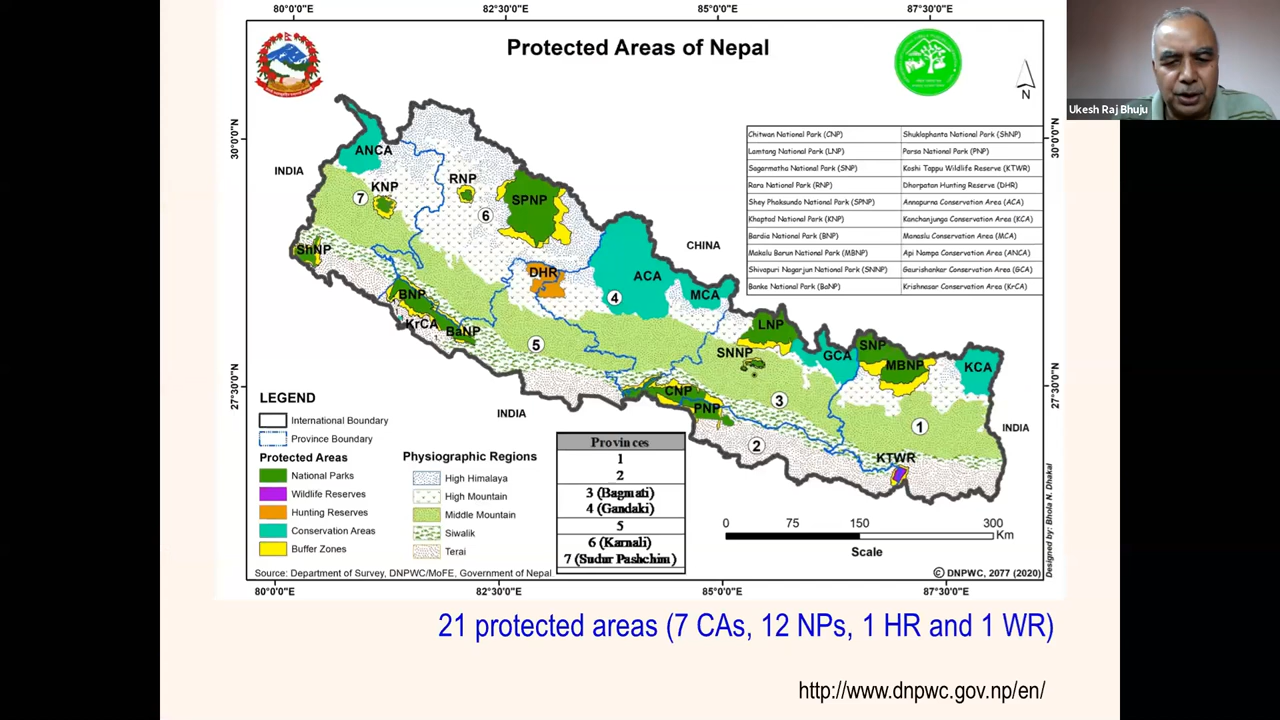 80°0'0"E 82°30'0"E 85°0'0"E 87°30'0"E
Protected Areas of Nepal
N
Ukesh Raj Bhuju
30°0'0"N
30°0'0"N
27°30'0"N
27°30'0"N
Chitwan National Park (CNP) Shuklaphanta National Park (ShNP)
Lamtang National Park (LNP) Parsa National Park (PNP)
Sagarmatha National Park (SNP) Koshi Tappu Wildlife Reserve (KTWR)
Rara National Park (RNP) Dhorpatan Hunting Reserve (DHR)
Shey Phoksundo National Park (SPNP) Annapurna Conservation Area (ACA)
Khaptad National Park (KNP) Kanchanjunga Conservation Area (KCA)
Bardia National Park (BNP) Manaslu Conservation Area (MCA)
Makalu Barun National Park (MBNP) Api Nampa Conservation Area (ANCA)
Shivapuri Nagarjun National Park (SNNP) Gaurishankar Conservation Area (GCA)
Banke National Park (BaNP) Krishnasar Conservation Area (KrCA)
ANCA
INDIA
KNP
RNP
7
6
SPNP
ShNP
CHINA
DHR
ACA
4
MCA
BNP
KrCA
BaNP
5
LNP
SNNP
GCA
SNP
MBNP
KCA
CNP
PNP
3
1
2
INDIA
INDIA
KTWR
LEGEND
International Boundary
Province Boundary
Protected Areas
National Parks
Wildlife Reserves
Hunting Reserves
Conservation Areas
Buffer Zones
Physiographic Regions
High Himalaya
High Mountain
Middle Mountain
Siwalik
Terai
Provinces
1
2
3 (Bagmati)
4 (Gandaki)
5
6 (Karnali)
7 (Sudur Pashchim)
0 75 150 300
Km
Scale
Designed by: Bhola N. Dhakal
Source: Department of Survey, DNPWC/MoFE, Government of Nepal
© DNPWC, 2077 (2020)
80°0'0"E 82°30'0"E 85°0'0"E 87°30'0"E
21 protected areas (7 CAs, 12 NPs, 1 HR and 1 WR)
http://www.dnpwc.gov.np/en/